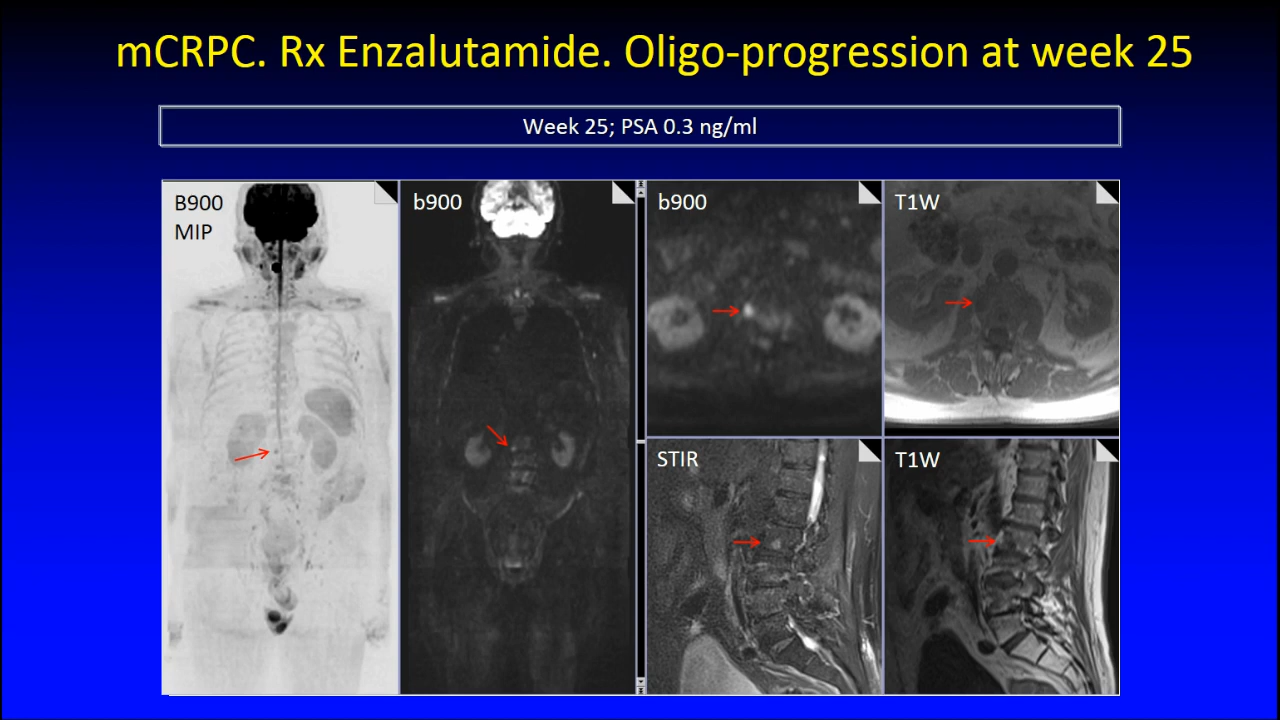 mCRPC. Rx Enzalutamide. Oligo-progression at week 25
Week 25; PSA 0.3 ng/ml
B900
MIP
b900
b900
T1W
STIR
T1W